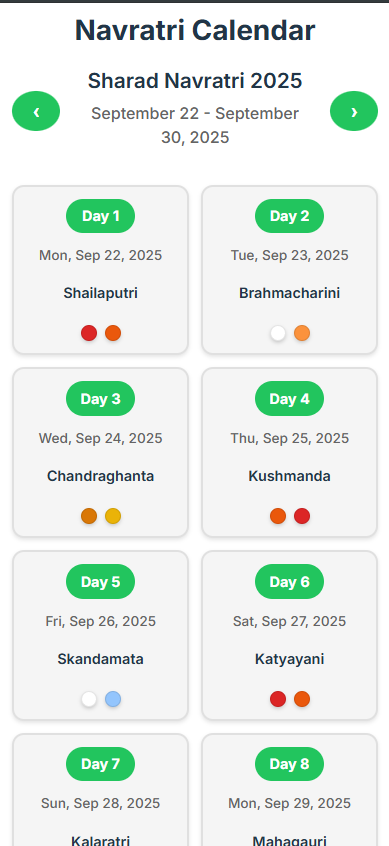 Navratri Calendar
Sharad Navratri 2025
‹
September 22 - September
30, 2025
›
Day 1
Mon, Sep 22, 2025
Shailaputri
Day 2
Tue, Sep 23, 2025
Brahmacharini
Day 3
Wed, Sep 24, 2025
Chandraghanta
Day 4
Thu, Sep 25, 2025
Kushmanda
Day 5
Fri, Sep 26, 2025
Skandamata
Day 6
Sat, Sep 27, 2025
Katyayani
Day 7
Sun, Sep 28, 2025
Kalaratri
Day 8
Mon, Sep 29, 2025
Mahagauri